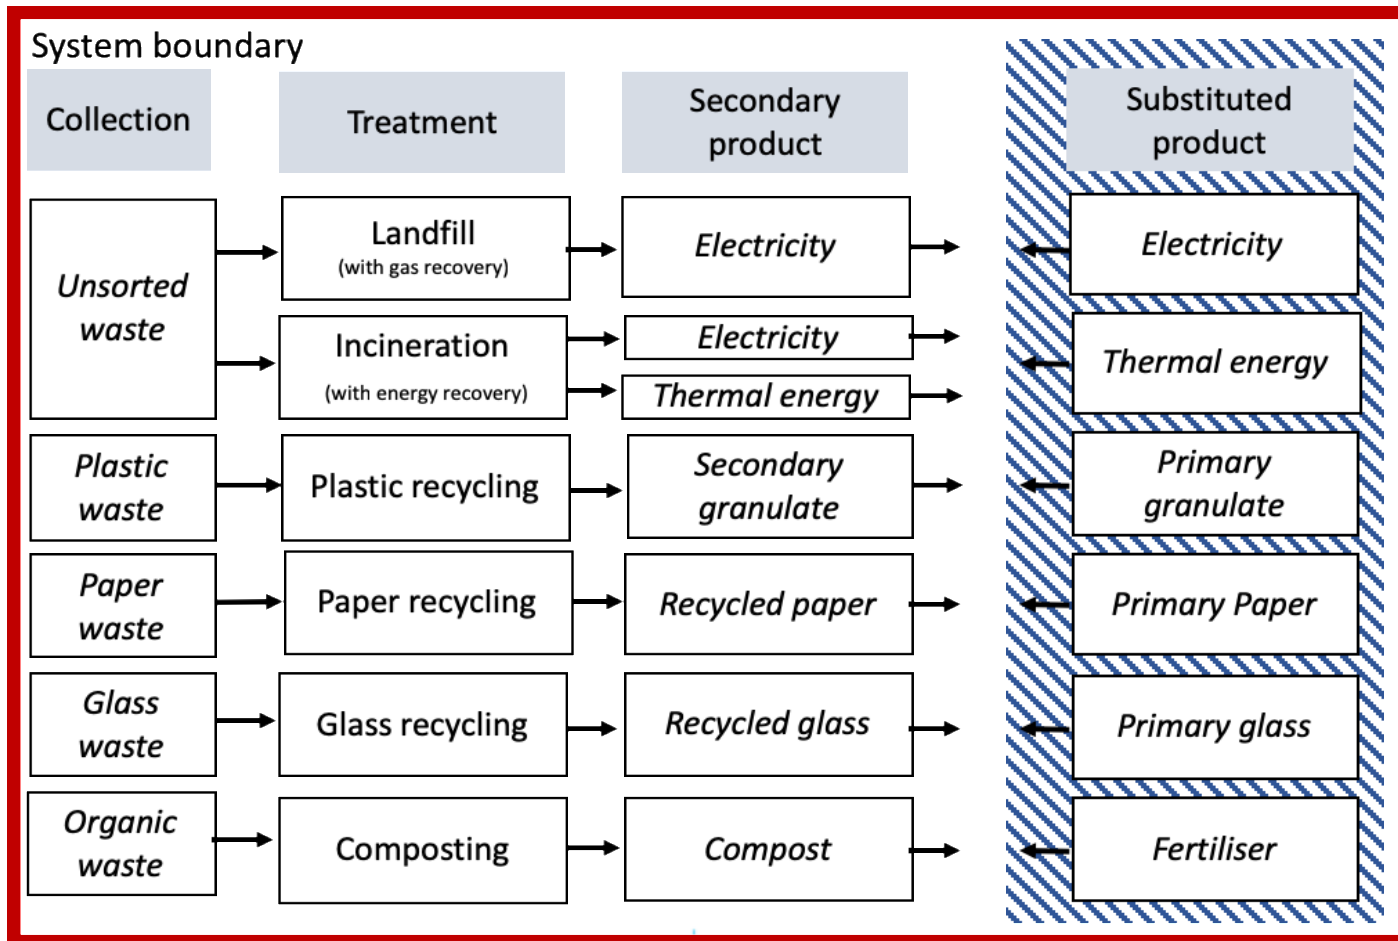 System boundary
Collection
Treatment
Secondary
product
Substituted
product
Unsorted
waste
Landfill
(with gas recovery)
Electricity
Electricity
Incineration
(with energy recovery)
Electricity
Thermal energy
Thermal energy
Plastic
waste
Plastic recycling
Secondary
granulate
Primary
granulate
Paper
waste
Paper recycling
Recycled paper
Primary Paper
Glass
waste
Glass recycling
Recycled glass
Primary glass
Organic
waste
Composting
Compost
Fertiliser